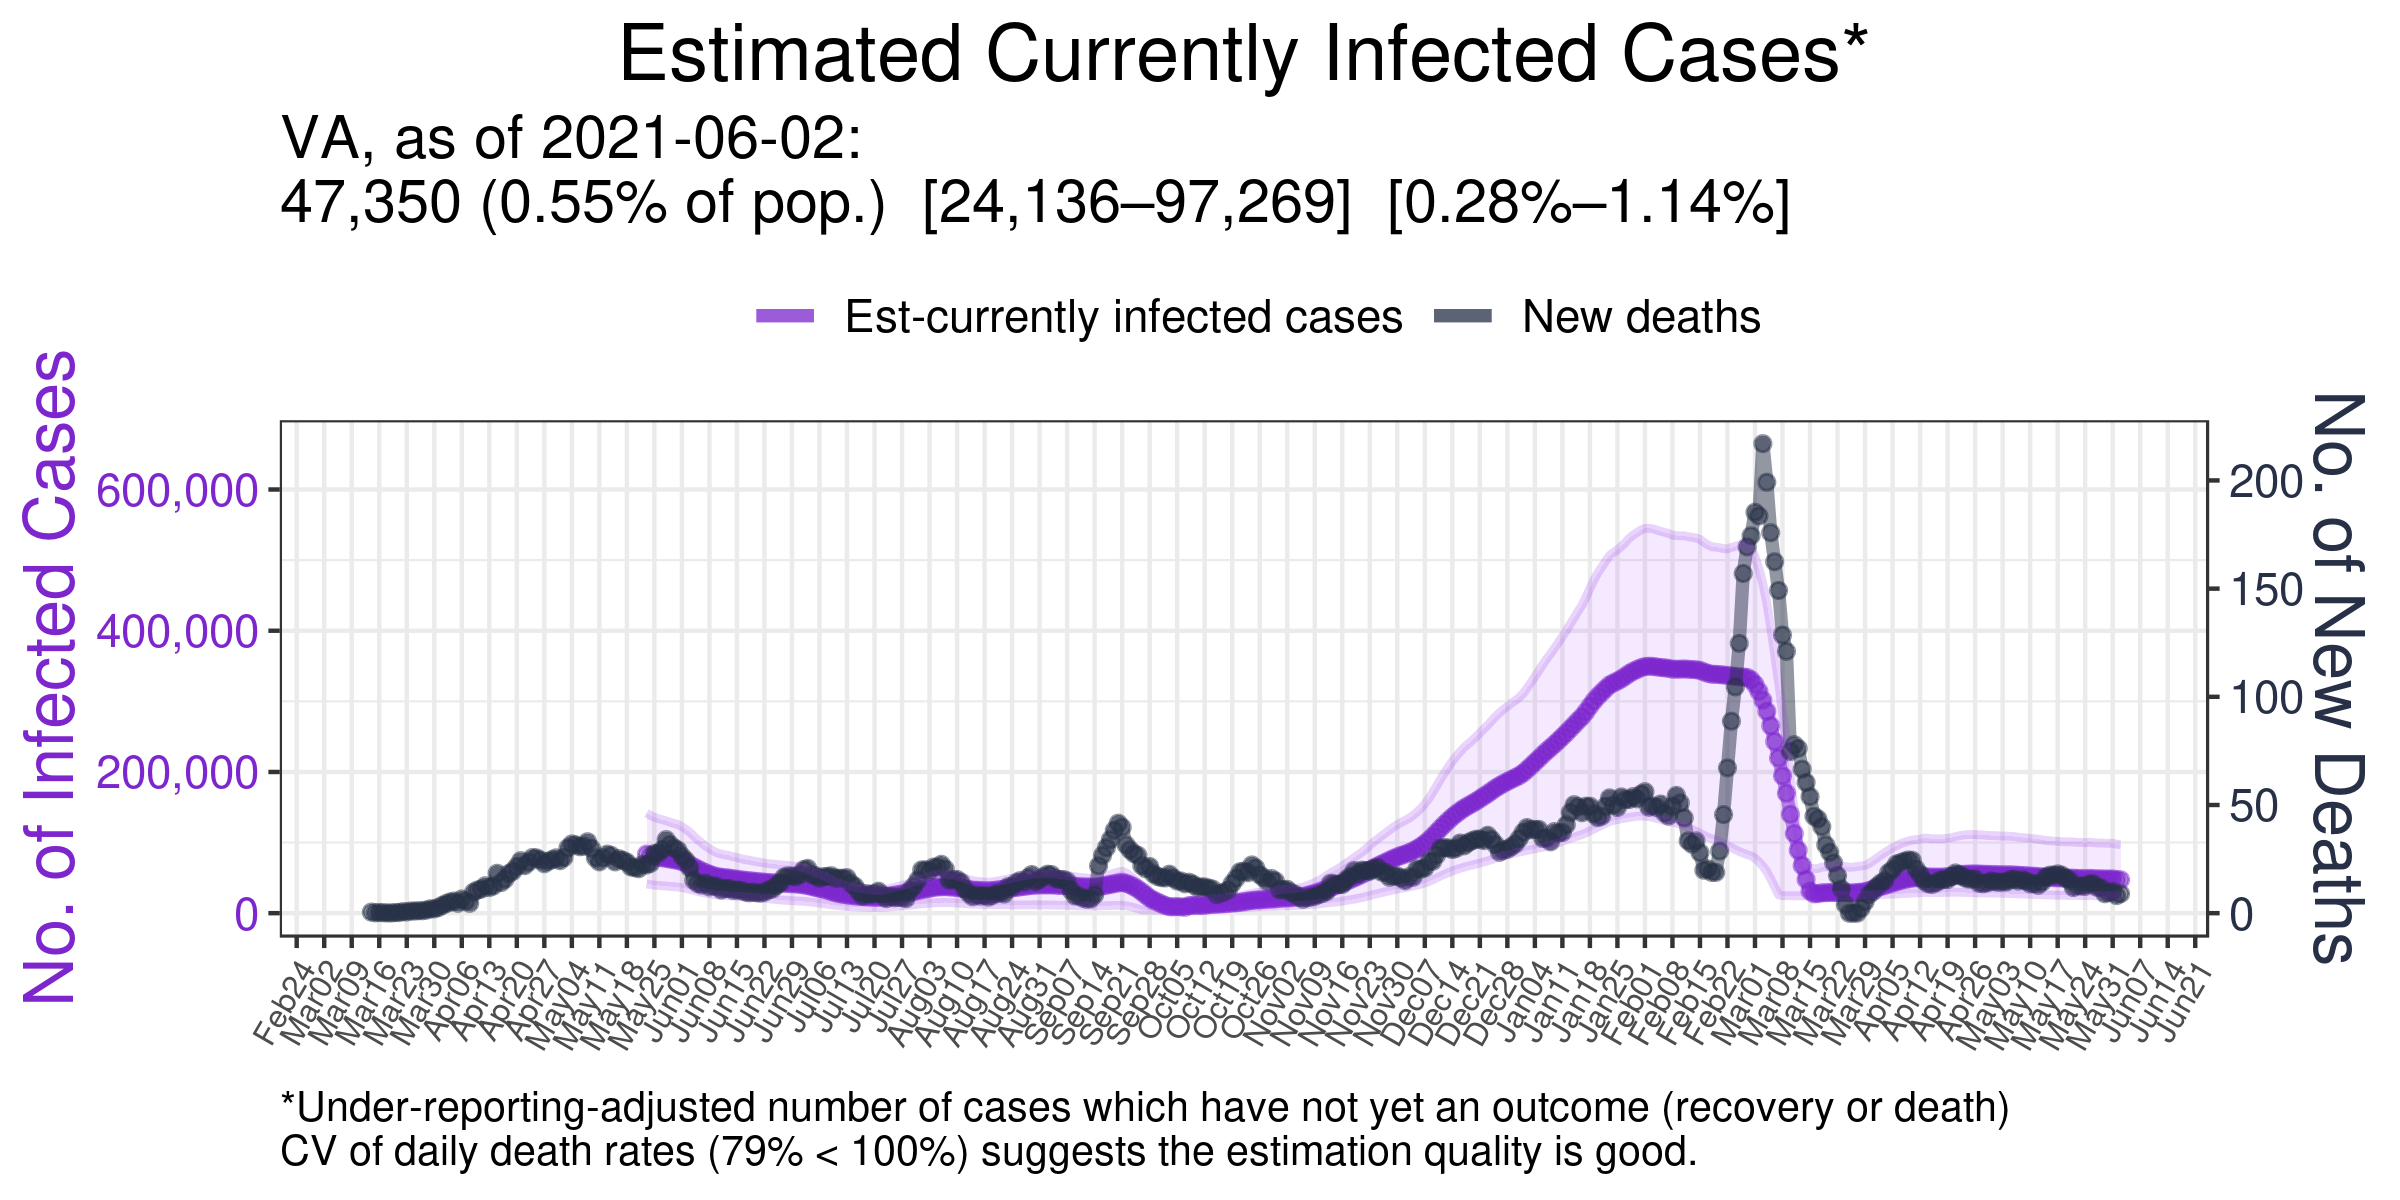 Estimated Currently Infected Cases*
VA, as of 2021-06-02:
47,350 (0.55% of pop.)  [24,136–97,269]  [0.28%–1.14%]
Est-currently infected cases
New deaths
No. of Infected Cases
600,000
400,000
200,000
0
200
150
100
50
0
No. of New Deaths
Feb24
Mar02
Mar09
Mar16
Mar23
Mar30
Apr06
Apr13
Apr20
Apr27
May04
May11
May18
May25
Jun01
Jun08
Jun15
Jun22
Jun29
Jul06
Jul13
Jul20
Jul27
Aug03
Aug10
Aug17
Aug24
Aug31
Sep07
Sep14
Sep21
Sep28
Oct05
Oct12
Oct19
Oct26
Nov02
Nov09
Nov16
Nov23
Nov30
Dec07
Dec14
Dec21
Dec28
Jan04
Jan11
Jan18
Jan25
Feb01
Feb08
Feb15
Feb22
Mar01
Mar08
Mar15
Mar22
Mar29
Apr05
Apr12
Apr19
Apr26
May03
May10
May17
May24
May31
Jun07
Jun14
Jun21
*Under-reporting-adjusted number of cases which have not yet an outcome (recovery or death)
CV of daily death rates (79% < 100%) suggests the estimation quality is good.